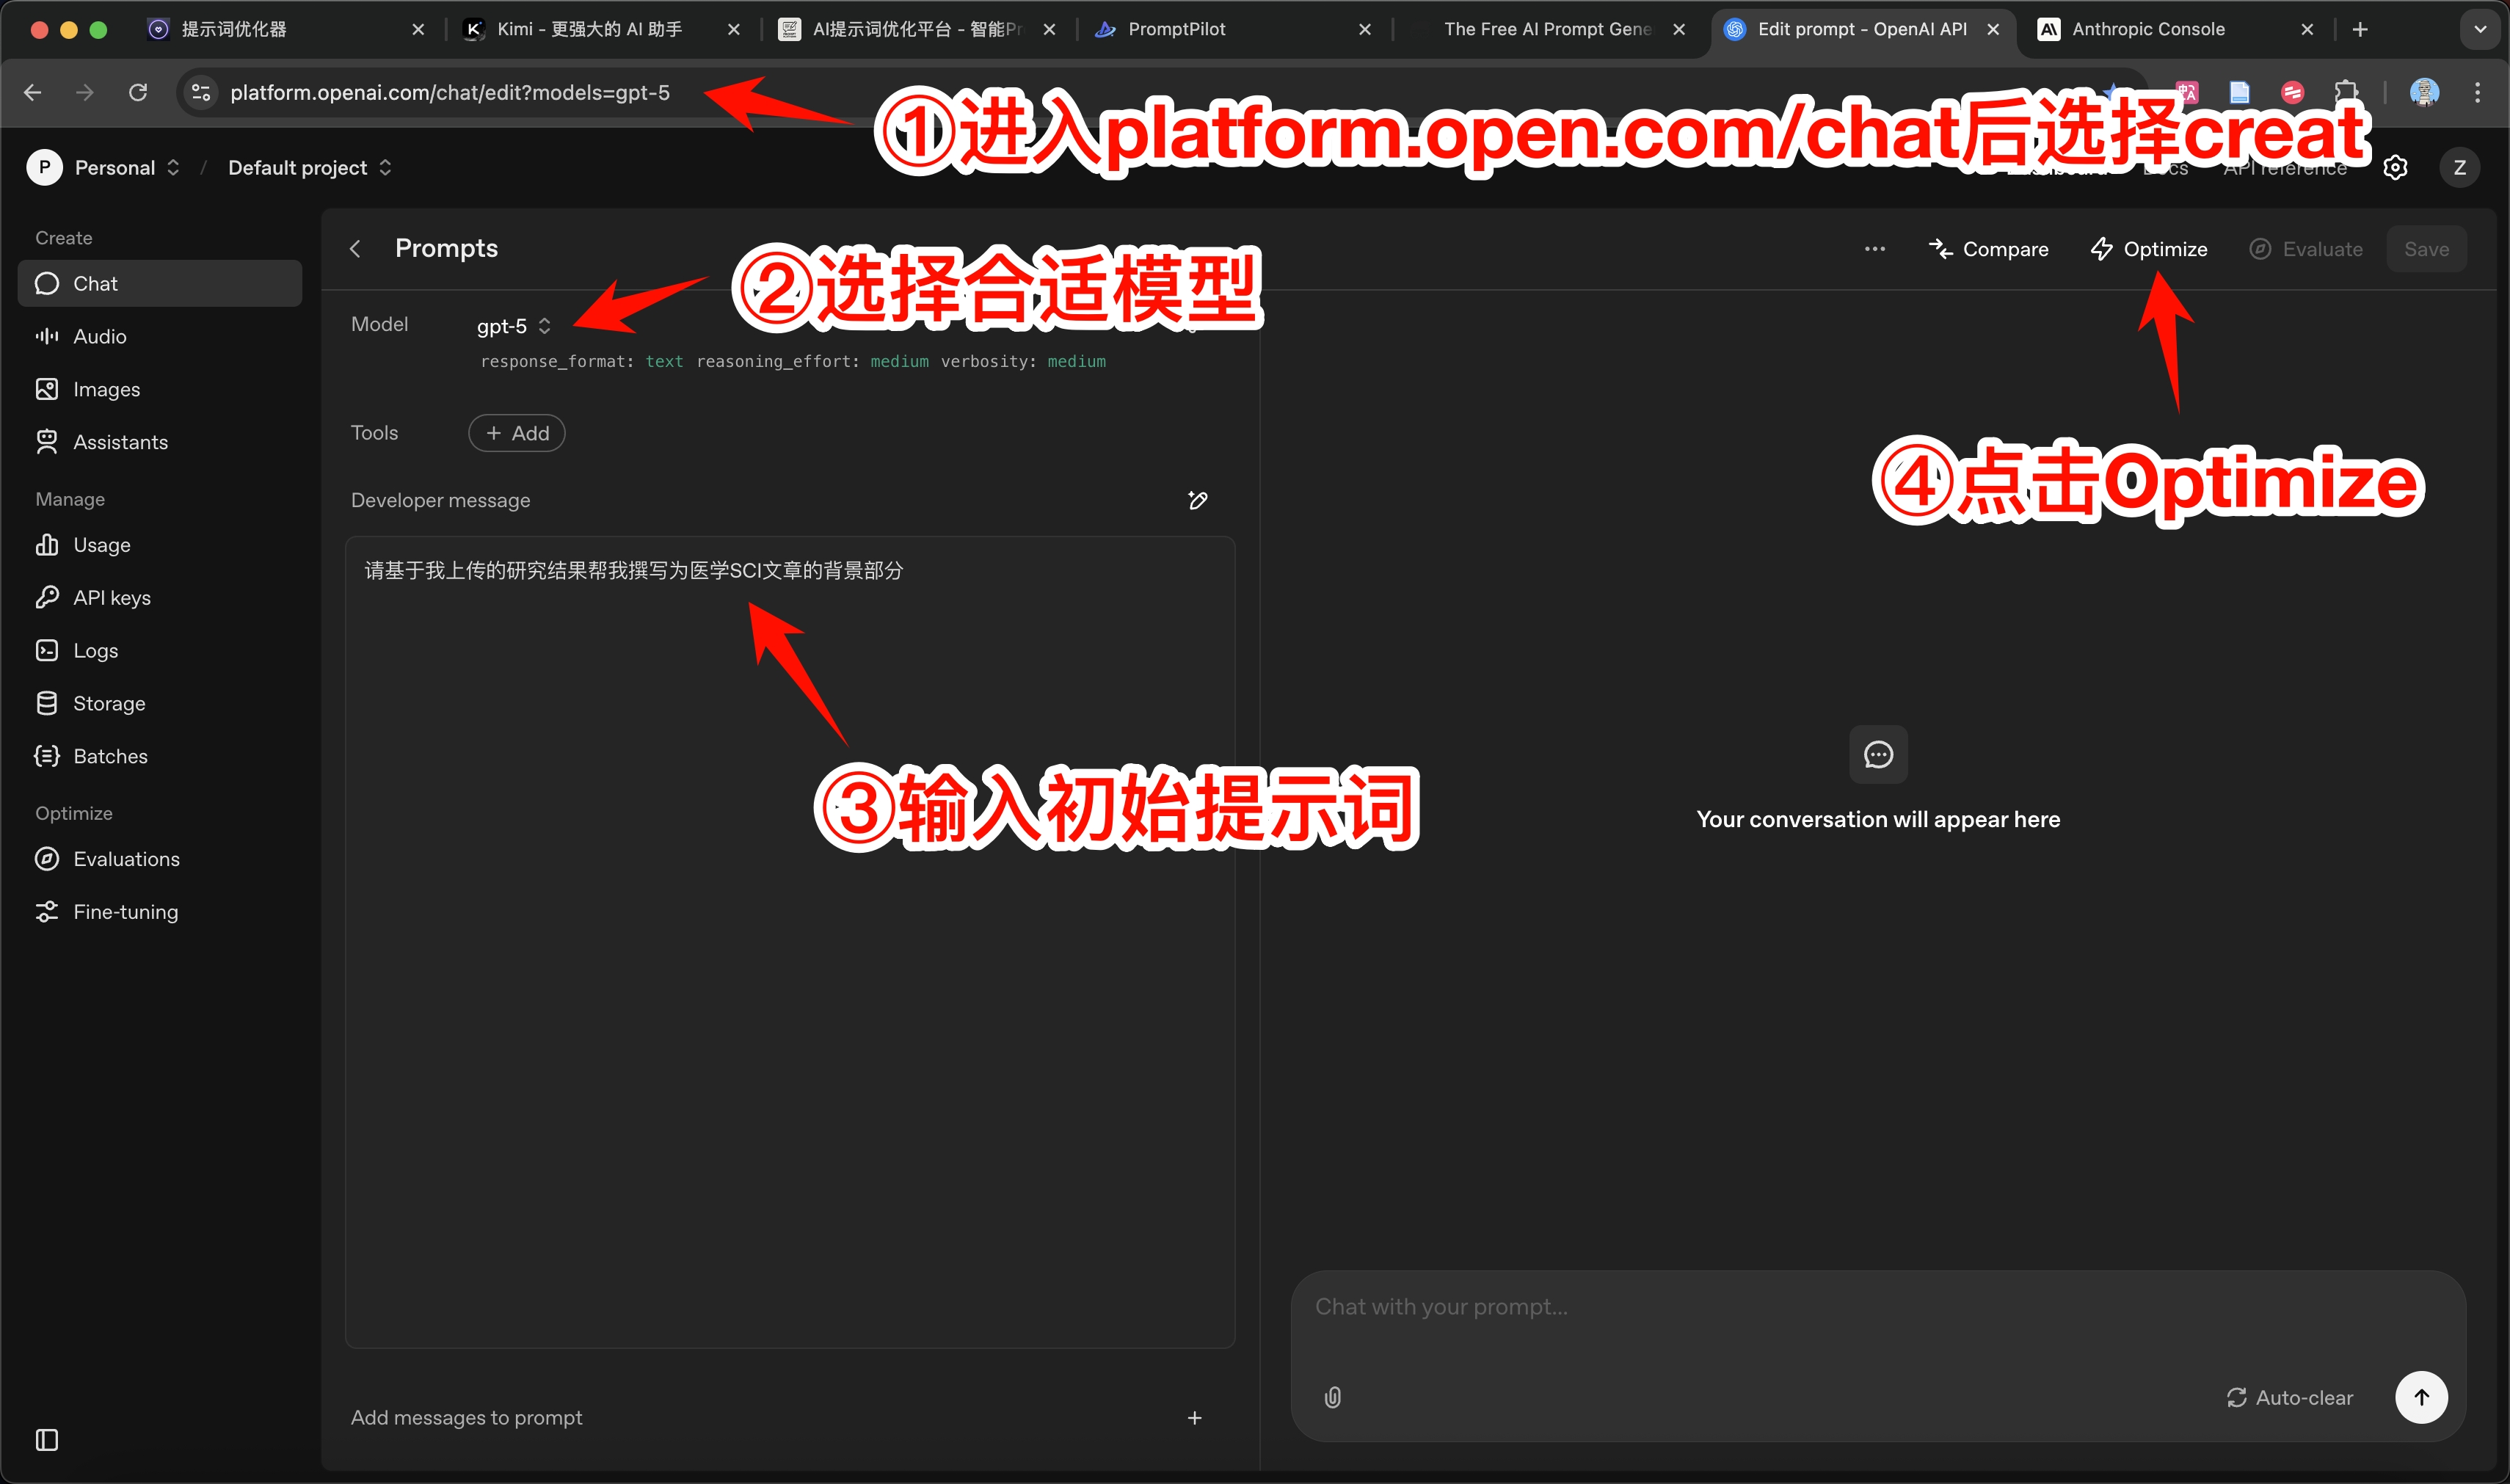 提示词优化器
Kimi - 更强大的 AI 助手
AI提示词优化平台 - 智能Pr
PromptPilot
The Free AI Prompt Gene
Edit prompt - OpenAI API
Anthropic Console
platform.openai.com/chat/edit?models=gpt-5
①进入platform.open.com/chat后选择creat
P Personal / Default project
API reference
Z
Create
Chat
Audio
Images
Assistants
Manage
Usage
API keys
Logs
Storage
Batches
Optimize
Evaluations
Fine-tuning
Prompts
Compare
Optimize
Evaluate
Save
②选择合适模型
Model gpt-5
response_format: text reasoning_effort: medium verbosity: medium
Tools + Add
④点击Optimize
Developer message
请基于我上传的研究结果帮我撰写为医学SCI文章的背景部分
③输入初始提示词
Your conversation will appear here
Chat with your prompt...
Auto-clear
Add messages to prompt